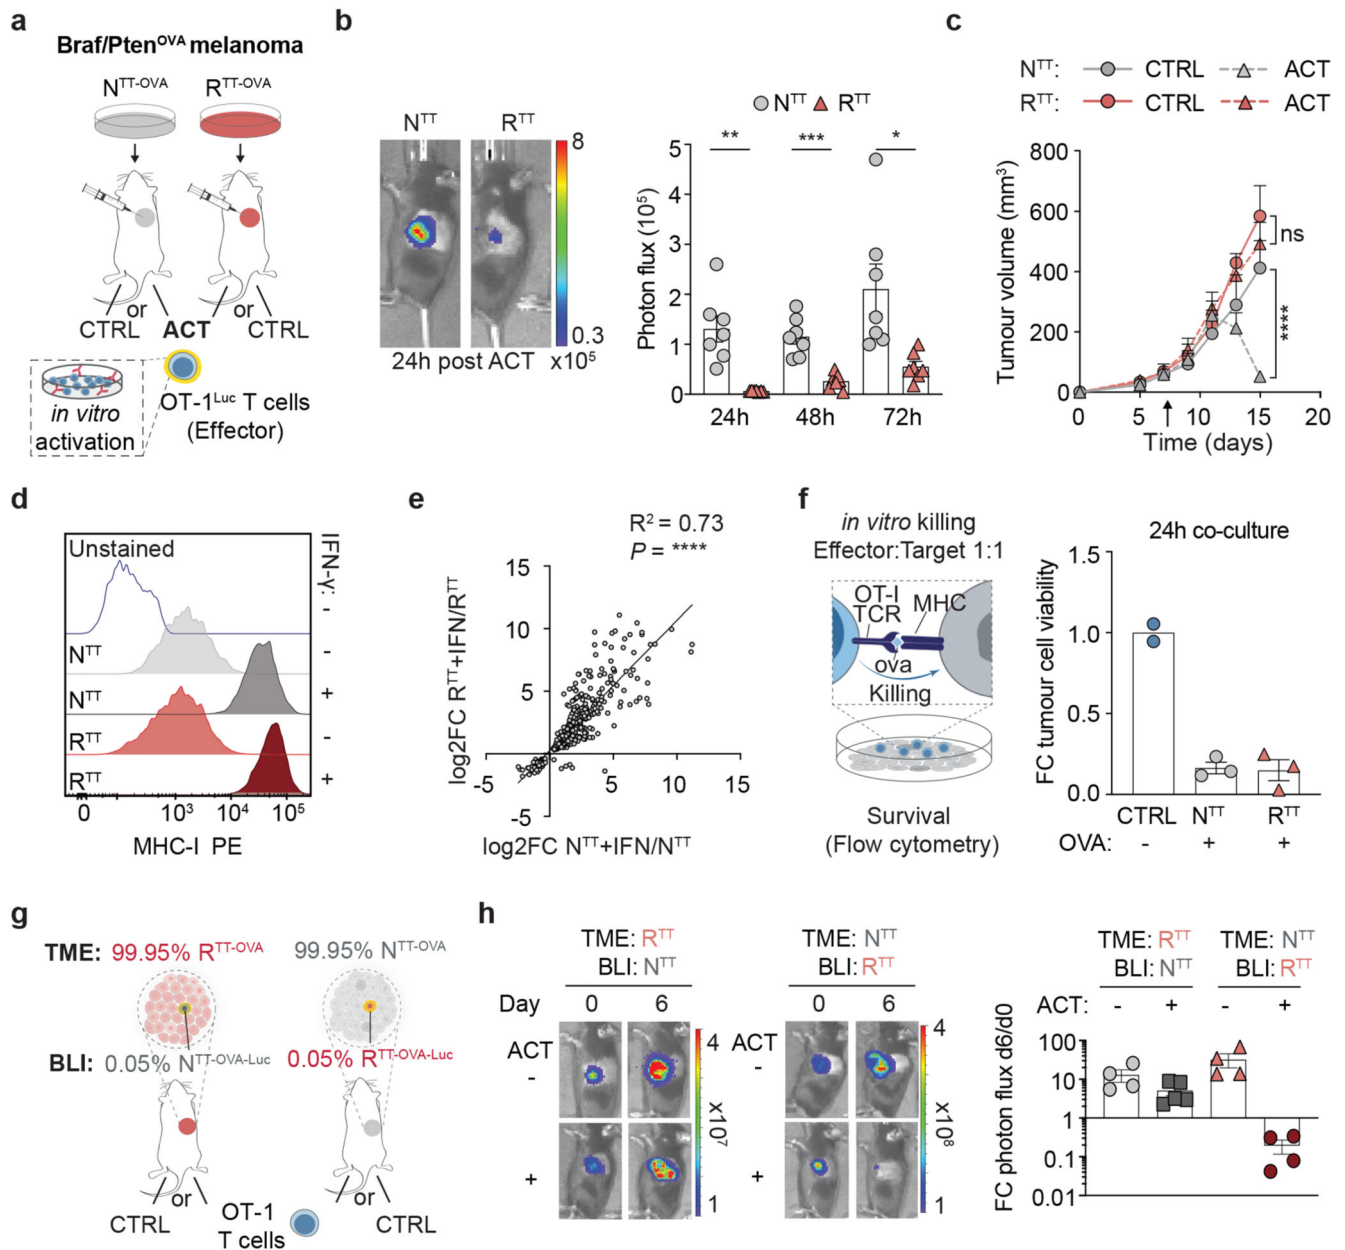 a
Braf/Pten^OVA melanoma
N^TT-OVA R^TT-OVA
or
CTRL ACT CTRL
in vitro
activation
OT-1^Luc T cells
(Effector)
b
N^TT R^TT
8
0.3
24h post ACT x10^5
N^TT R^TT
** *** *
Photon flux (10^5)
5
4
3
2
1
0
24h 48h 72h
c
N^TT: CTRL ACT
R^TT: CTRL ACT
Tumour volume (mm^3)
800
600
400
200
0
ns
****
0 5 10 15 20
Time (days)
d
Unstained
IFN-γ:
-
N^TT -
N^TT +
R^TT -
R^TT +
0 10^3 10^4 10^5
MHC-I PE
e
R^2 = 0.73
P = ****
log2FC R^TT+IFN/R^TT
15
10
5
-5 5 10 15
-5
log2FC N^TT+IFN/N^TT
f
in vitro killing
Effector:Target 1:1
OT-I
TCR
MHC
ova
Killing
Survival
(Flow cytometry)
24h co-culture
FC tumour cell viability
1.5
1.0
0.5
0.0
CTRL N^TT R^TT
OVA: - + +
g
TME: 99.95% R^TT-OVA 99.95% N^TT-OVA
BLI: 0.05% N^TT-OVA-Luc 0.05% R^TT-OVA-Luc
or or
CTRL OT-1
T cells
CTRL
h
TME: R^TT
BLI: N^TT
Day 0 6
ACT
-
+
4
x10^7
1
TME: N^TT
BLI: R^TT
0 6
ACT
-
+
4
x10^8
1
TME: R^TT TME: N^TT
BLI: N^TT BLI: R^TT
ACT: - + - +
FC photon flux d6/d0
100
10
1
0.1
0.01